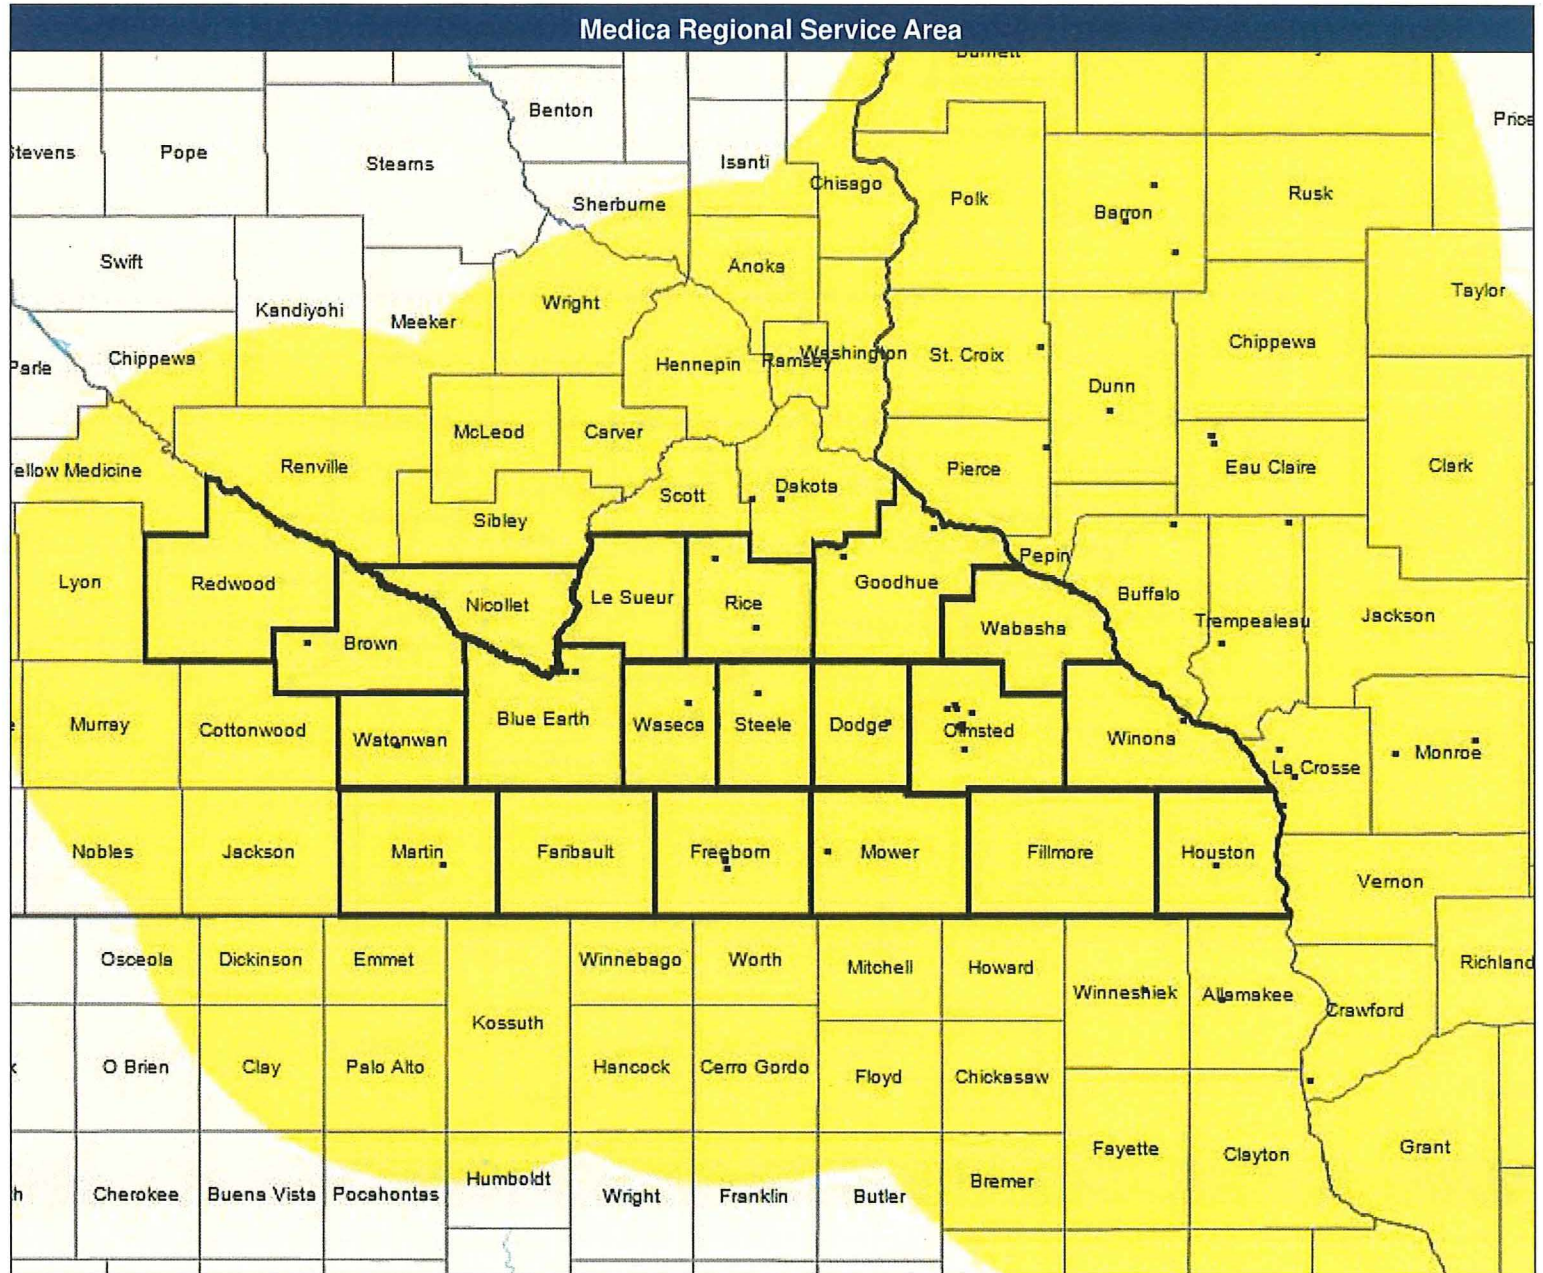 Medica Regional Service Area
Benton
Price
Stevens
Pope
Stearns
Isanti
Chisago
Polk
Barron
Rusk
Sherburne
Swift
Anoka
Taylor
Kandiyohi
Wright
Meeker
Chippewa
Parle
Chippewa
Hennepin
Ramsey
Washington
St. Croix
Dunn
McLeod
Carver
Renville
ellow Medicine
Pierce
Eau Claire
Clark
Scott
Dakota
Sibley
Pepin
Lyon
Redwood
Nicollet
Le Sueur
Rice
Goodhue
Buffalo
Trempealeau
Jackson
Brown
Wabasha
Murray
Cottonwood
Watonwan
Blue Earth
Waseca
Steele
Dodge
Olmsted
Winona
La Crosse
Monroe
Nobles
Jackson
Martin
Faribault
Freeborn
Mower
Fillmore
Houston
Vernon
Osceola
Dickinson
Emmet
Winnebago
Worth
Mitchell
Howard
Winneshiek
Allamakee
Crawford
Richland
Kossuth
O Brien
Clay
Palo Alto
Hancock
Cerro Gordo
Floyd
Chickasaw
Fayette
Clayton
Grant
Cherokee
Buena Vista
Pocahontas
Humboldt
Wright
Franklin
Butler
Bremer